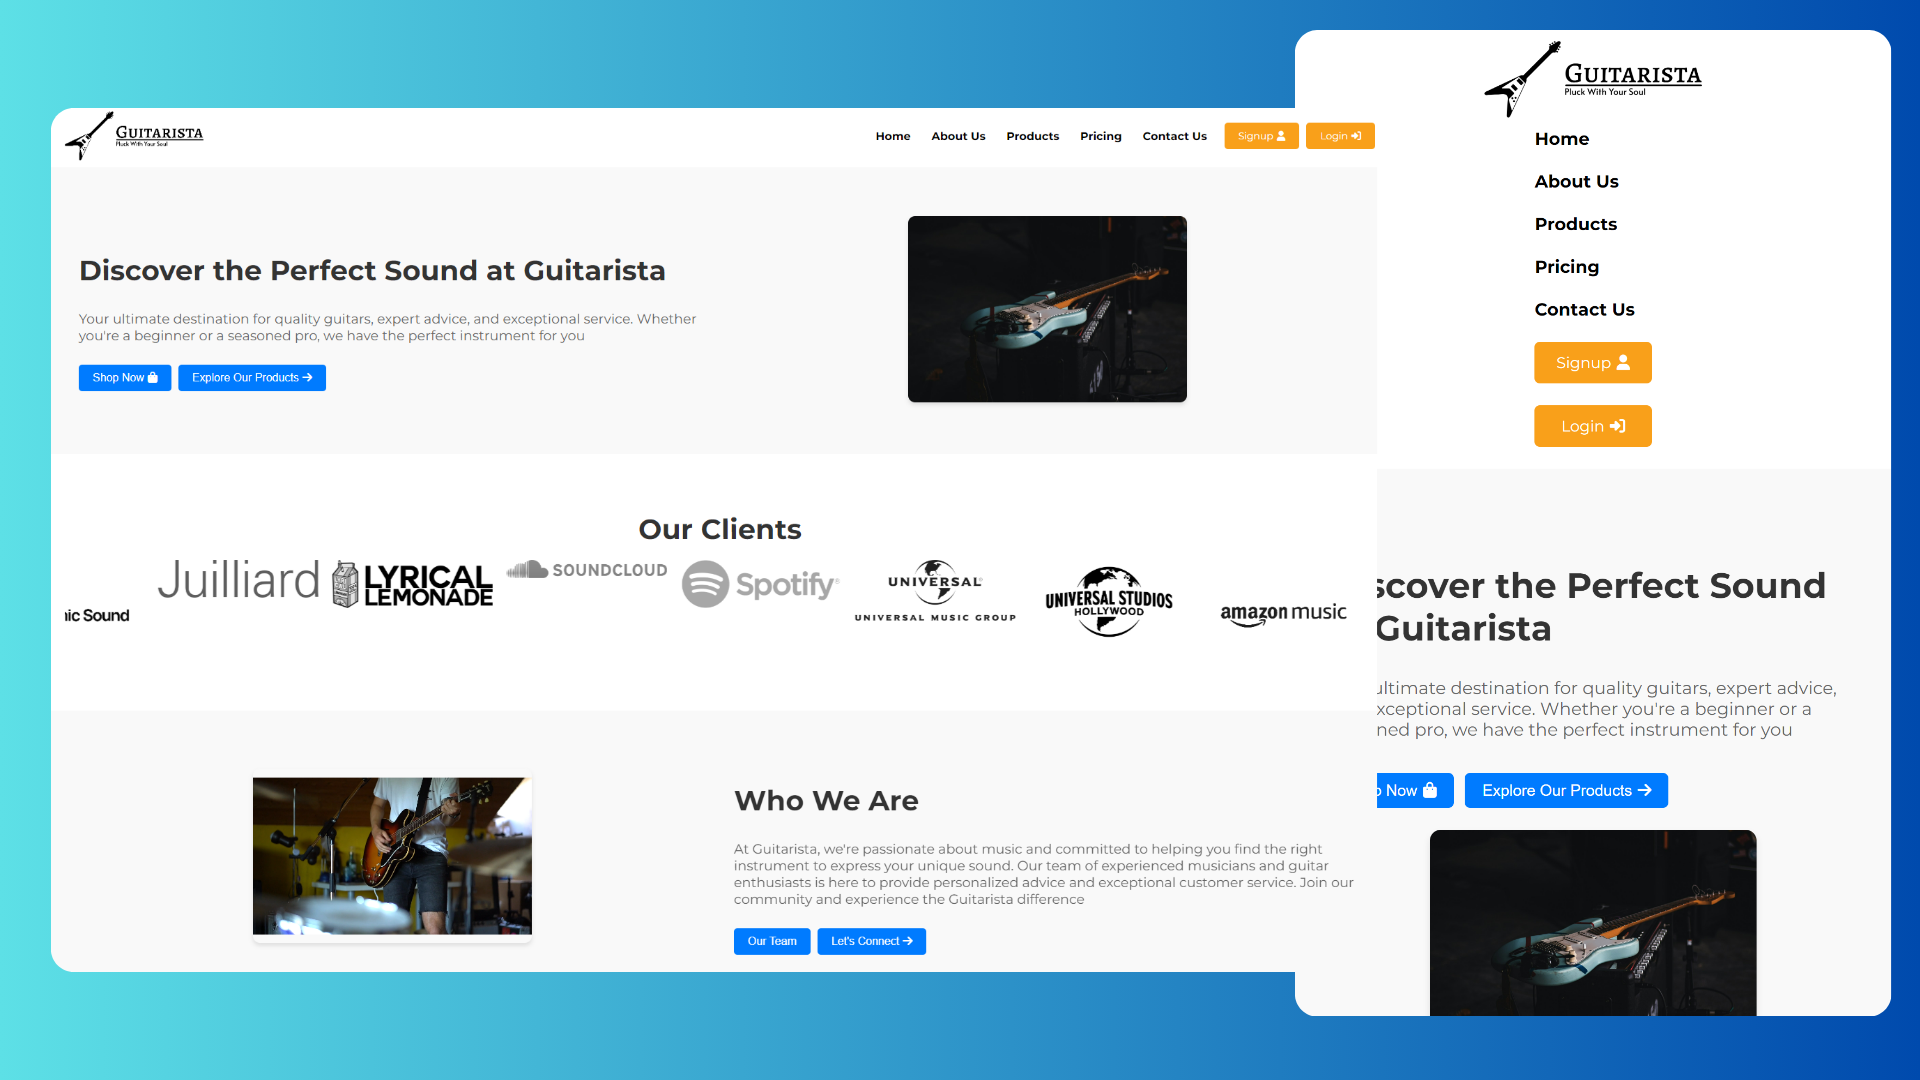 GUITARISTA
Pluck With Your Soul
Home About Us Products Pricing Contact Us Signup Login
Discover the Perfect Sound at Guitarista
Your ultimate destination for quality guitars, expert advice, and exceptional service. Whether
you're a beginner or a seasoned pro, we have the perfect instrument for you
Shop Now Explore Our Products
Our Clients
nic Sound
Juilliard
LYRICAL
LEMONADE
SOUNDCLOUD
Spotify®
UNIVERSAL
UNIVERSAL MUSIC GROUP
UNIVERSAL STUDIOS
HOLLYWOOD
amazon music
Who We Are
At Guitarista, we're passionate about music and committed to helping you find the right
instrument to express your unique sound. Our team of experienced musicians and guitar
enthusiasts is here to provide personalized advice and exceptional customer service. Join our
community and experience the Guitarista difference
Our Team Let's Connect
GUITARISTA
Pluck With Your Soul
Home
About Us
Products
Pricing
Contact Us
Signup
Login
scover the Perfect Sound
Guitarista
ultimate destination for quality guitars, expert advice,
xceptional service. Whether you're a beginner or a
ned pro, we have the perfect instrument for you
p Now Explore Our Products